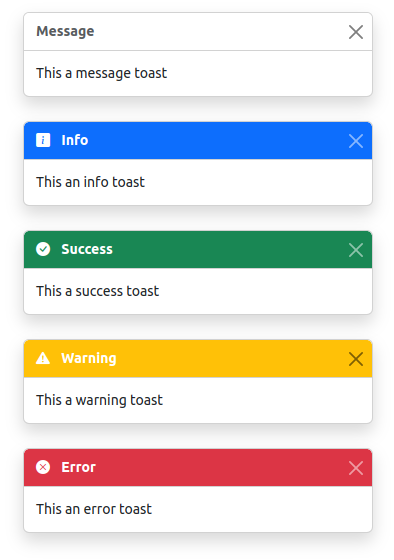 Message
This a message toast
Info
This an info toast
Success
This a success toast
Warning
This a warning toast
Error
This an error toast